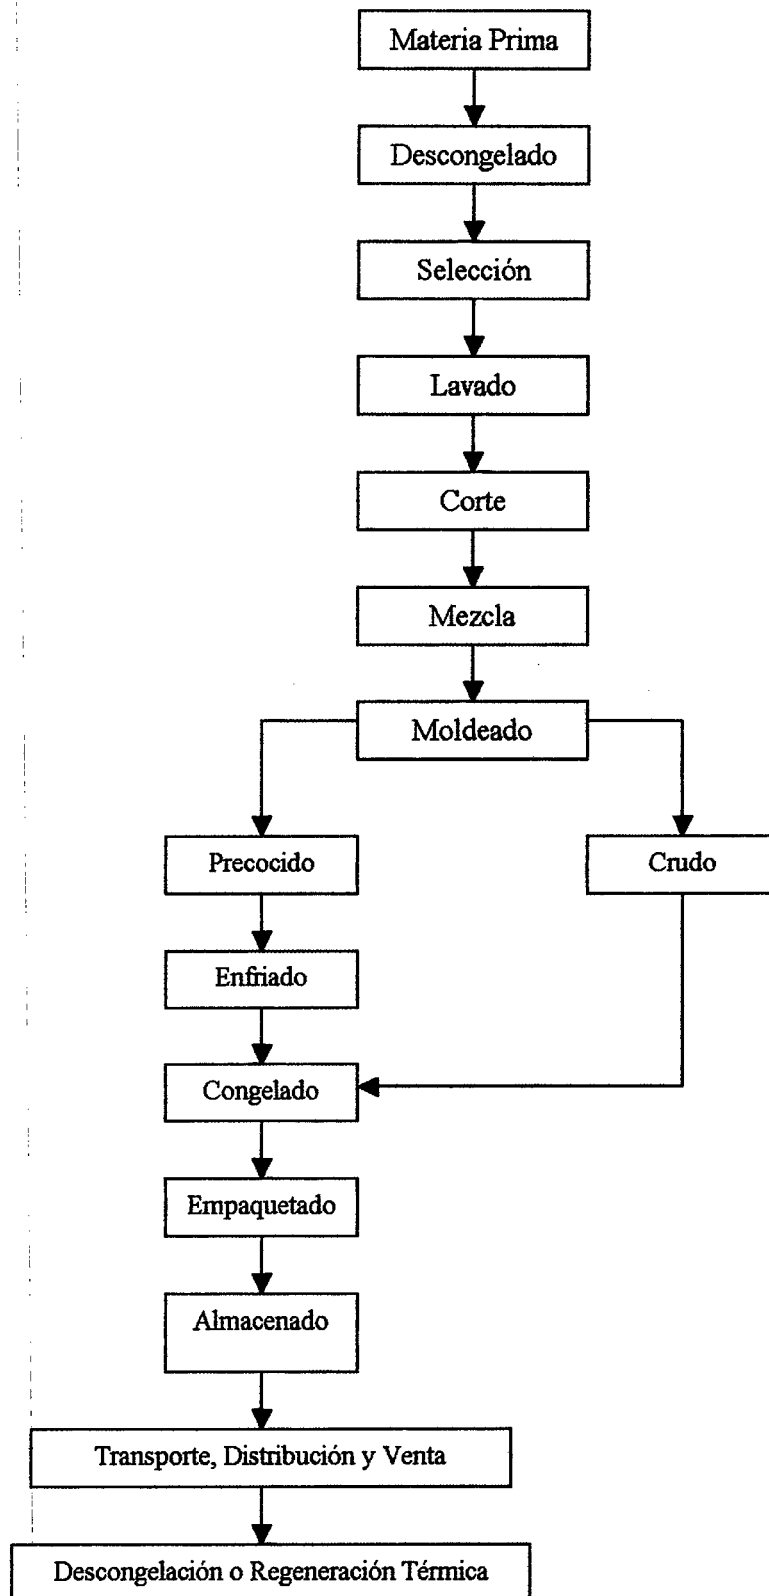 Materia Prima
Descongelado
Selección
Lavado
Corte
Mezcla
Moldeado
Precocido
Crudo
Enfriado
Congelado
Empaquetado
Almacenado
Transporte, Distribución y Venta
Descongelación o Regeneración Térmica